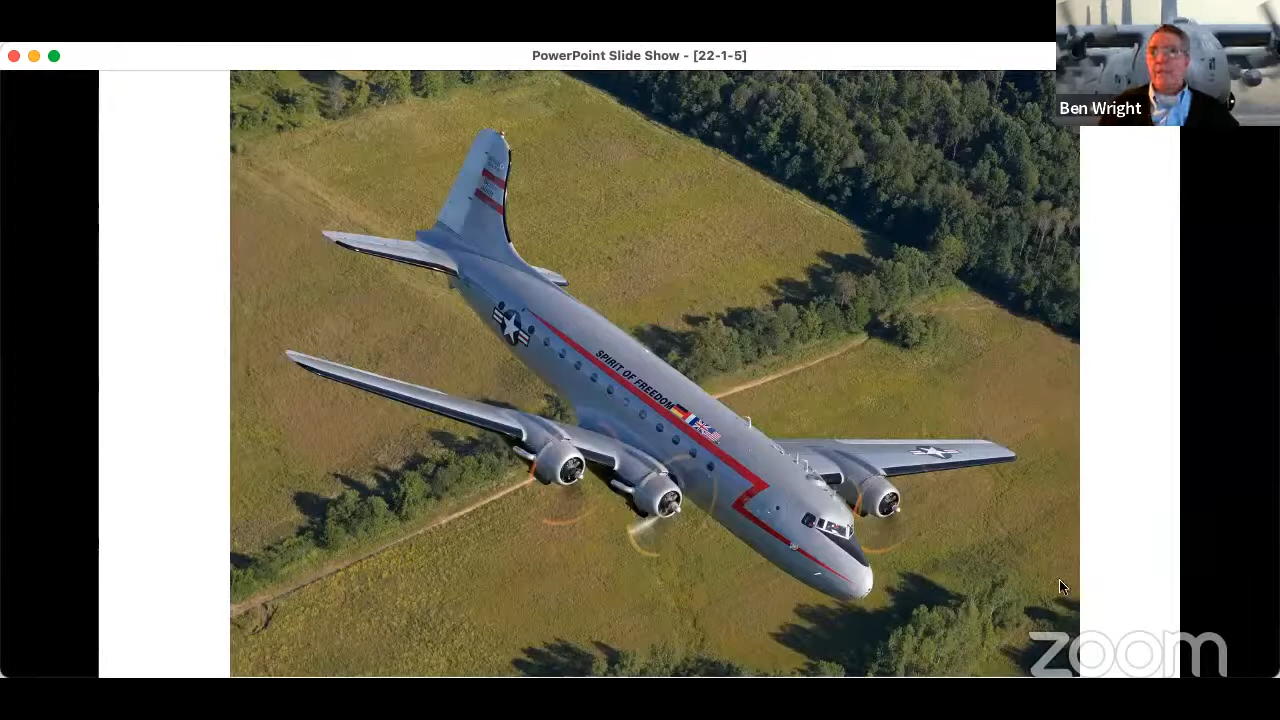 PowerPoint Slide Show - [22-1-5]
Ben Wright
SPIRIT OF FREEDOM
zoom